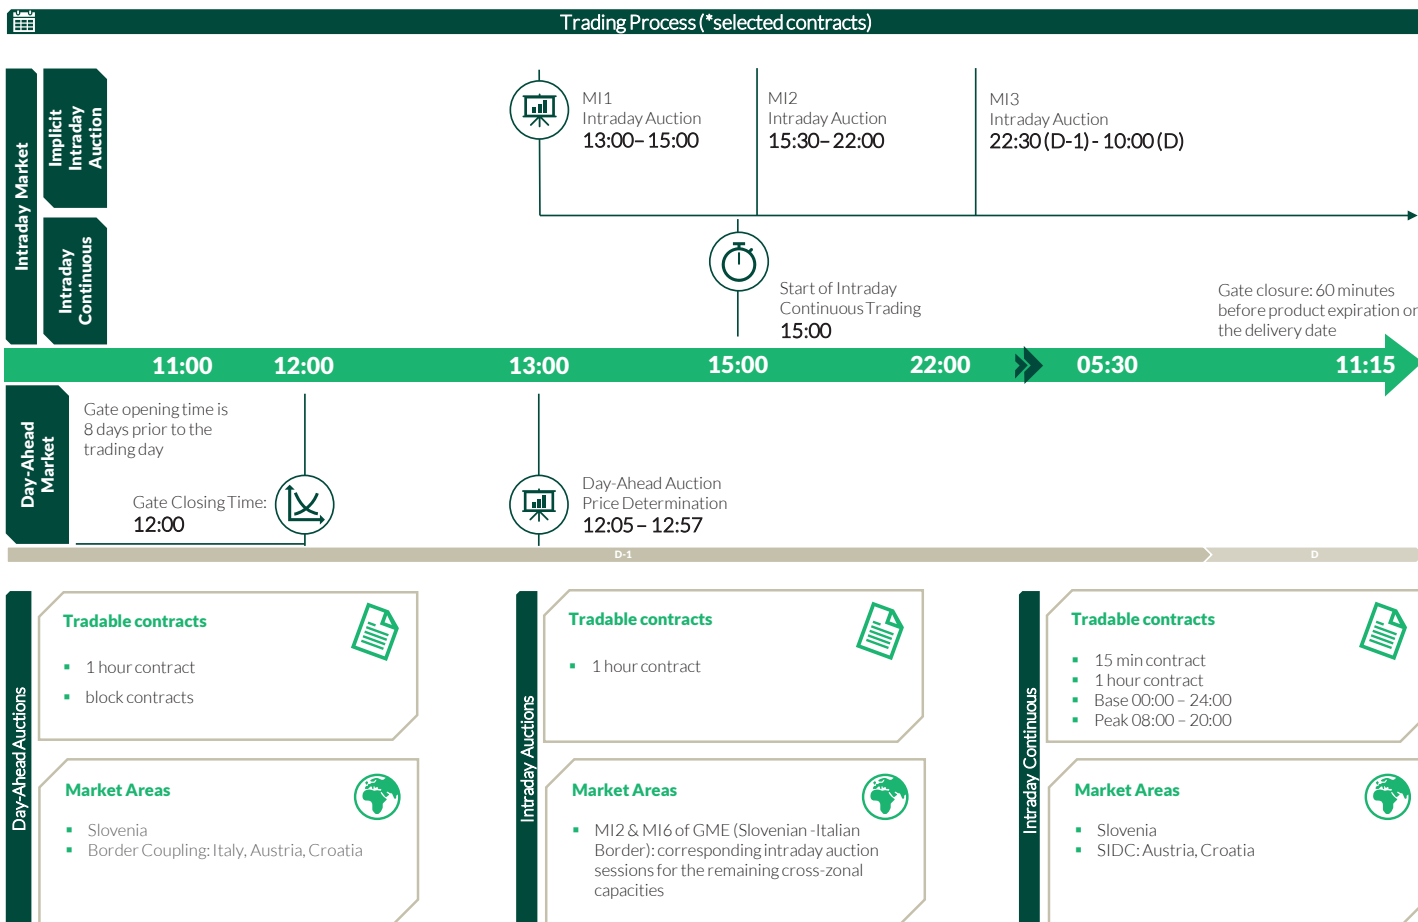 Trading Process (*selected contracts)
Intraday Market
Implicit
Intraday
Auction
MI1
Intraday Auction
13:00– 15:00
MI2
Intraday Auction
15:30– 22:00
MI3
Intraday Auction
22:30 (D-1) - 10:00 (D)
Intraday
Continuous
Start of Intraday
Continuous Trading
15:00
Gate closure: 60 minutes
before product expiration on
the delivery date
11:00
12:00
13:00
15:00
22:00
05:30
11:15
Day-Ahead
Market
Gate opening time is
8 days prior to the
trading day
Gate Closing Time:
12:00
Day-Ahead Auction
Price Determination
12:05 – 12:57
D-1
D
Day-Ahead Auctions
Tradable contracts
1 hour contract
block contracts
Market Areas
Slovenia
Border Coupling: Italy, Austria, Croatia
Intraday Auctions
Tradable contracts
1 hour contract
Market Areas
MI2 & MI6 of GME (Slovenian -Italian
Border): corresponding intraday auction
sessions for the remaining cross-zonal
capacities
Intraday Continuous
Tradable contracts
15 min contract
1 hour contract
Base 00:00 – 24:00
Peak 08:00 – 20:00
Market Areas
Slovenia
SIDC: Austria, Croatia